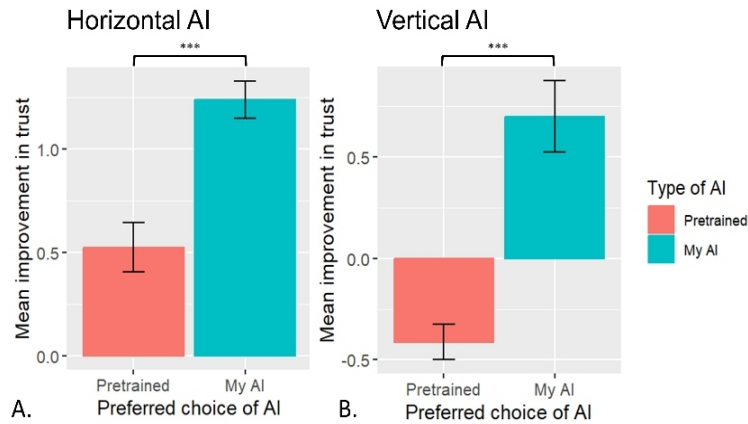 Horizontal AI
***
Mean improvement in trust
1.0
0.5
0.0
Pretrained My AI
Preferred choice of AI
A.
Vertical AI
***
Mean improvement in trust
0.5
0.0
-0.5
Pretrained My AI
Preferred choice of AI
B.
Type of AI
Pretrained
My AI